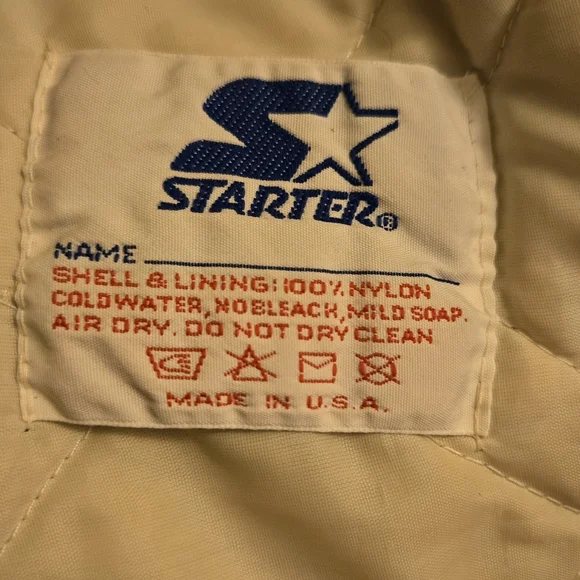 STARTER®
NAME
SHELL & LINING: 100% NYLON
COLD WATER, NO BLEACH, MILD SOAP.
AIR DRY. DO NOT DRY CLEAN
MADE IN U.S.A.